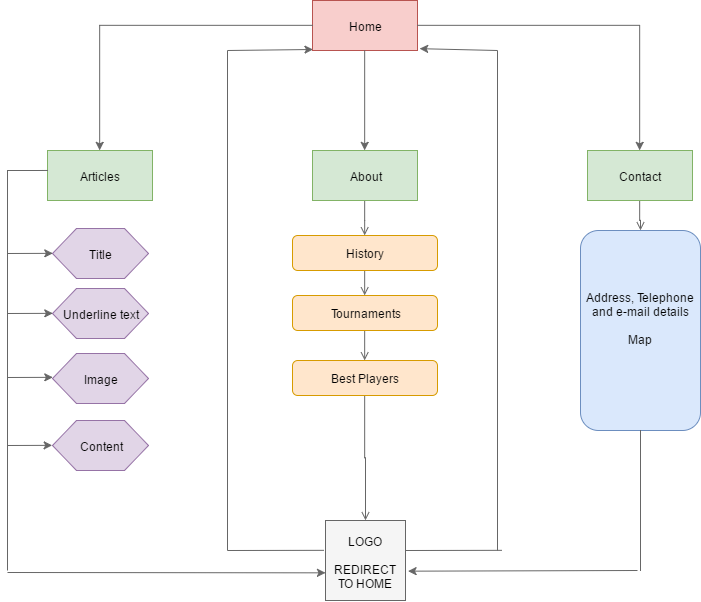 Home
Articles
About
Contact
Title
Underline text
Image
Content
History
Tournaments
Best Players
Address, Telephone
and e-mail details
Map
LOGO
REDIRECT
TO HOME